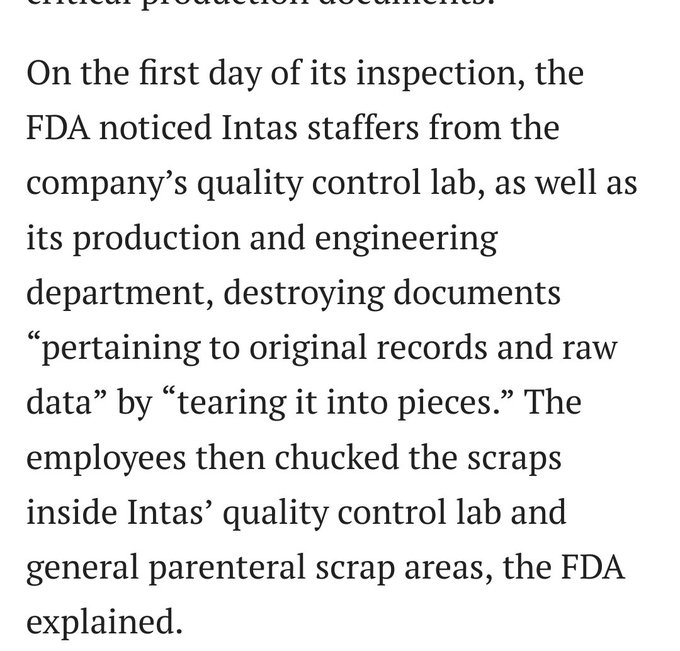 critical production documents.
On the first day of its inspection, the
FDA noticed Intas staffers from the
company’s quality control lab, as well as
its production and engineering
department, destroying documents
“pertaining to original records and raw
data” by “tearing it into pieces.” The
employees then chucked the scraps
inside Intas’ quality control lab and
general parenteral scrap areas, the FDA
explained.